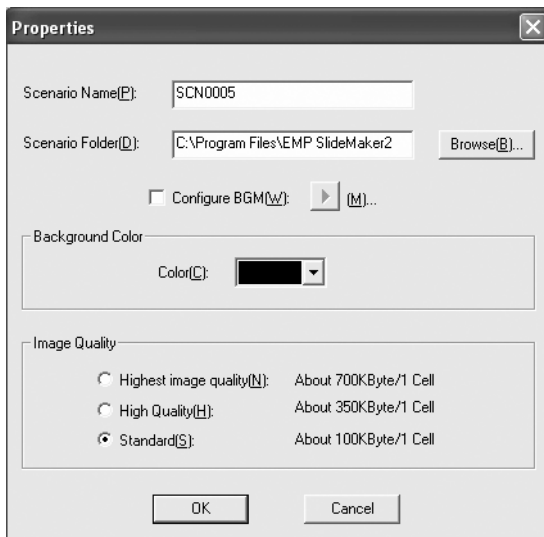 Properties
Scenario Name(P): SCN0005
Scenario Folder(D): C:\Program Files\EMP SlideMaker2 Browse(B)...
Configure BGM(W): (M)...
Background Color
Color(C):
Image Quality
Highest image quality(N): About 700KByte/1 Cell
High Quality(H): About 350KByte/1 Cell
Standard(S): About 100KByte/1 Cell
OK Cancel